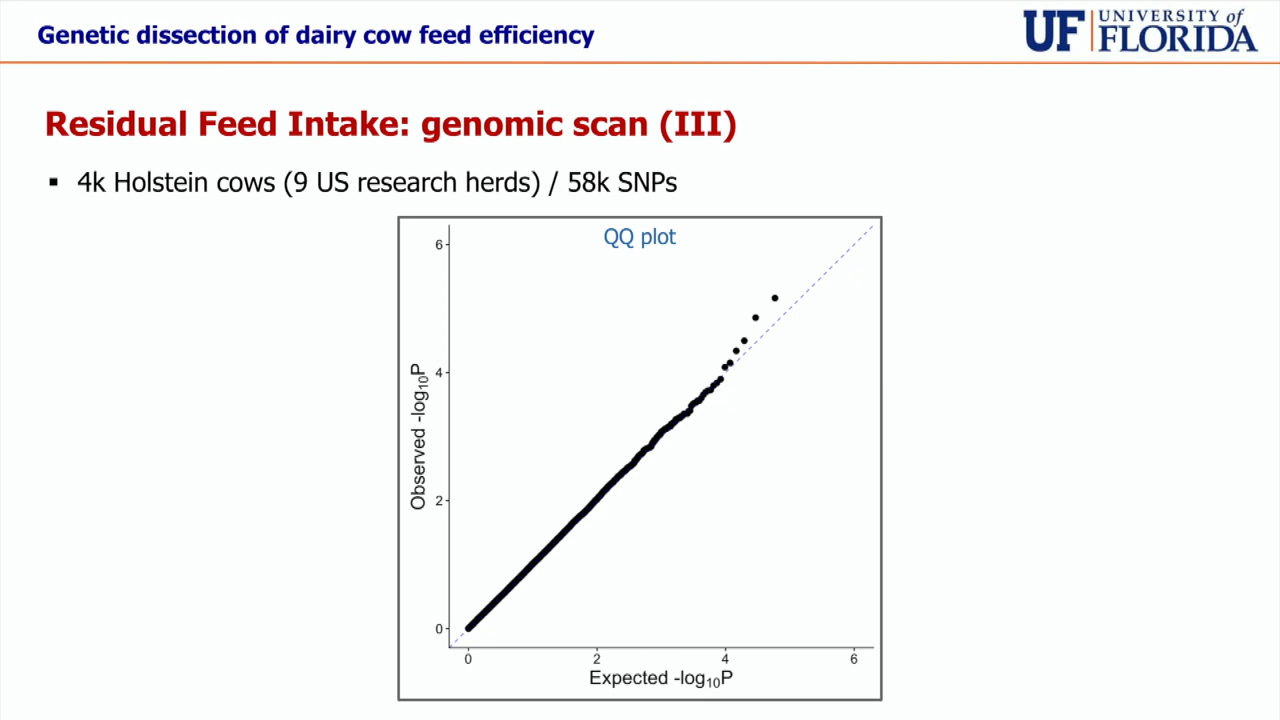 Genetic dissection of dairy cow feed efficiency
UF UNIVERSITY of FLORIDA
Residual Feed Intake: genomic scan (III)
▪ 4k Holstein cows (9 US research herds) / 58k SNPs
QQ plot
6
4
2
0
Observed -log₁₀P
0 2 4 6
Expected -log₁₀P